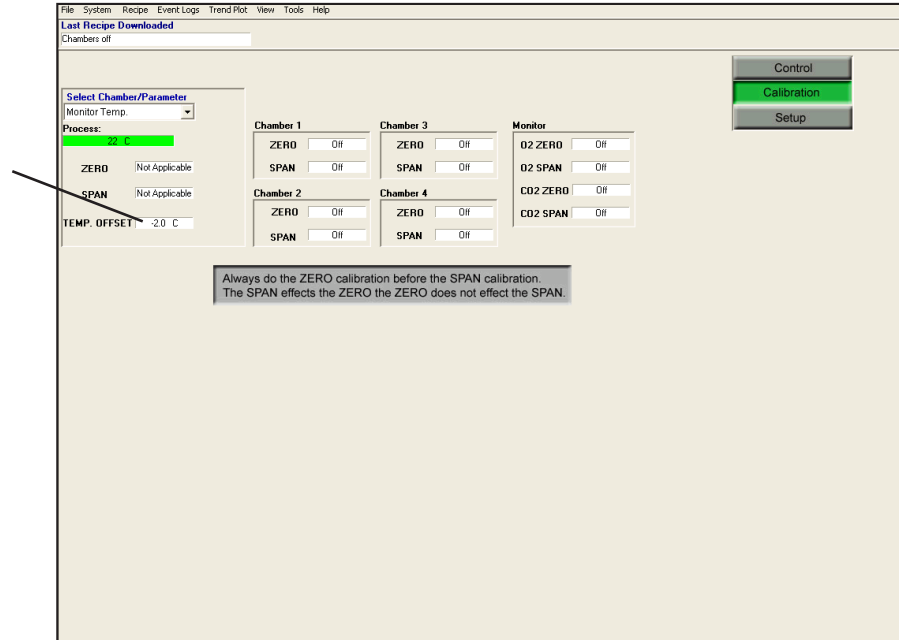 File System Recipe Event Logs Trend Plot View Tools Help
Last Recipe Downloaded
Chambers off
Control
Calibration
Setup
Select Chamber/Parameter
Monitor Temp.
Process:
22 C
ZERO Not Applicable
SPAN Not Applicable
TEMP. OFFSET -2.0 C
Chamber 1
ZERO Off
SPAN Off
Chamber 2
ZERO Off
SPAN Off
Chamber 3
ZERO Off
SPAN Off
Chamber 4
ZERO Off
SPAN Off
Monitor
O2 ZERO Off
O2 SPAN Off
CO2 ZERO Off
CO2 SPAN Off
Always do the ZERO calibration before the SPAN calibration.
The SPAN effects the ZERO the ZERO does not effect the SPAN.